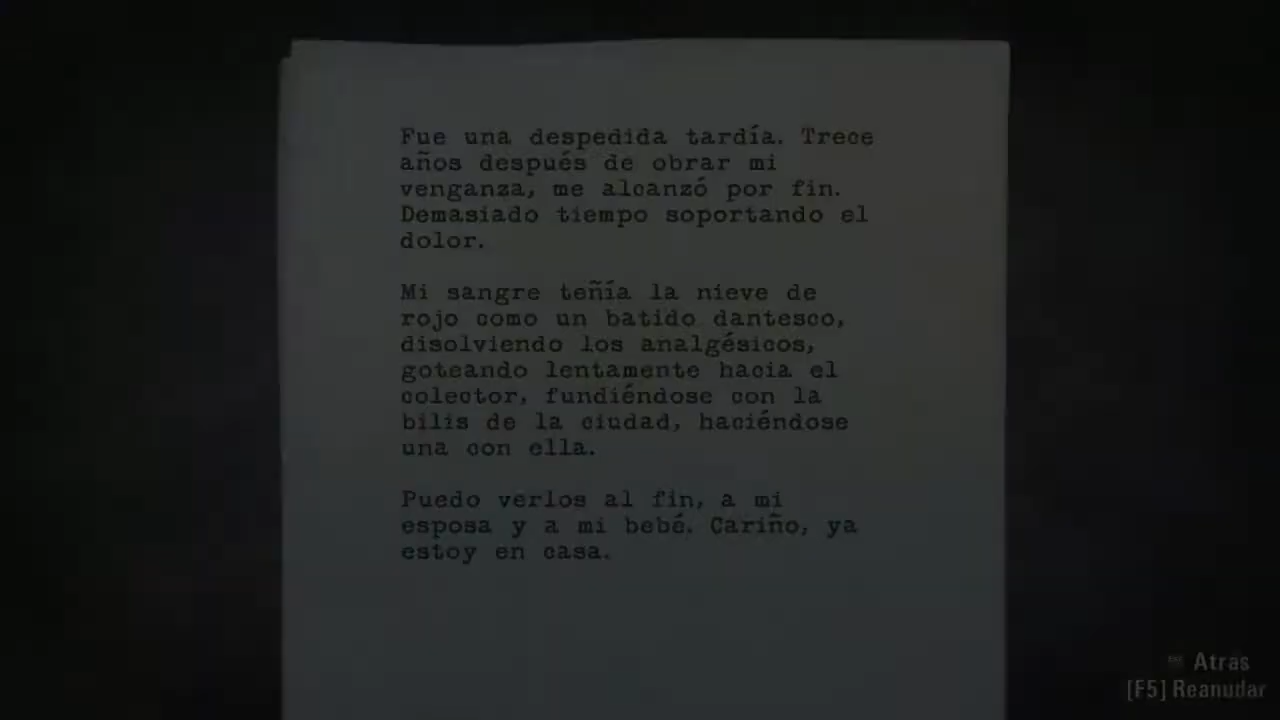 Fue una despedida tardía. Trece
años después de obrar mi
venganza, me alcanzó por fin.
Demasiado tiempo soportando el
dolor.
Mi sangre teñía la nieve de
rojo como un batido dantesco,
disolviendo los analgésicos,
goteando lentamente hacia el
colector, fundiéndose con la
bilis de la ciudad, haciéndose
una con ella.
Puedo verlos al fin, a mi
esposa y a mi bebé. Cariño, ya
estoy en casa.
Atrás
[F5] Reanudar